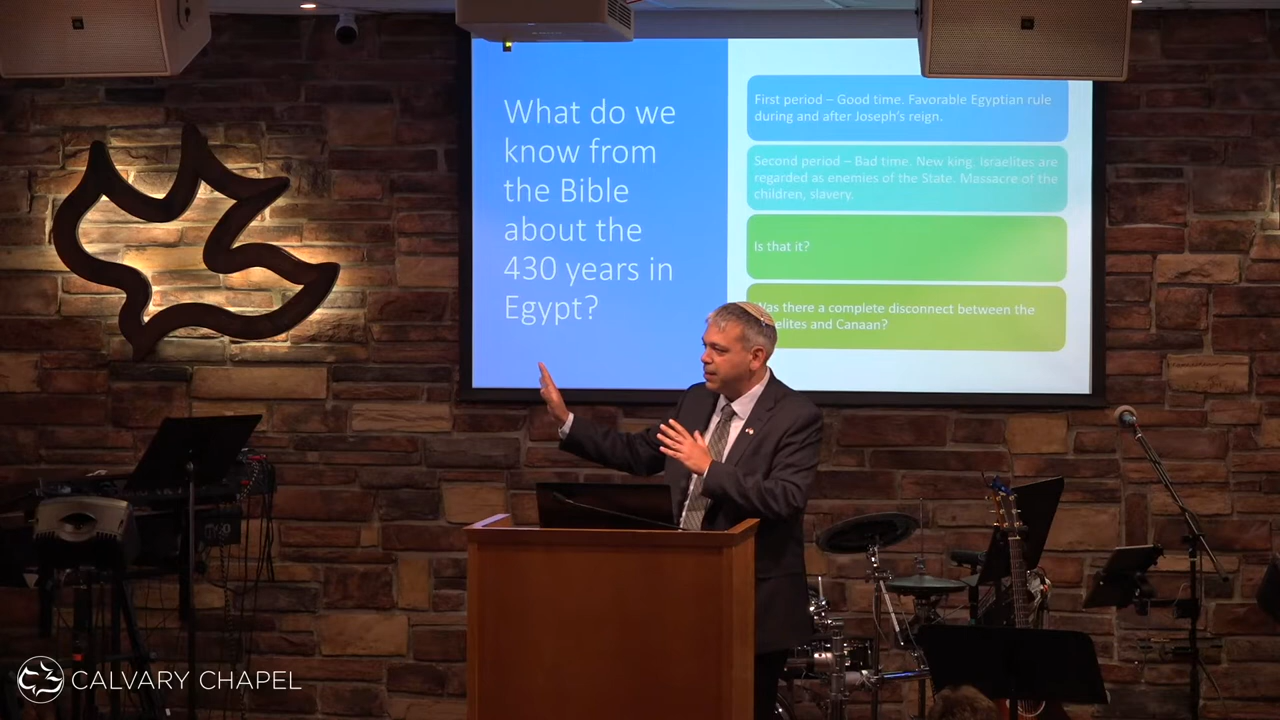 What do we
know from
the Bible
about the
430 years in
Egypt?
First period – Good time. Favorable Egyptian rule
during and after Joseph's reign.
Second period – Bad time. New king. Israelites are
regarded as enemies of the State. Massacre of the
children, slavery.
Is that it?
Was there a complete disconnect between the
elites and Canaan?
CALVARY CHAPEL